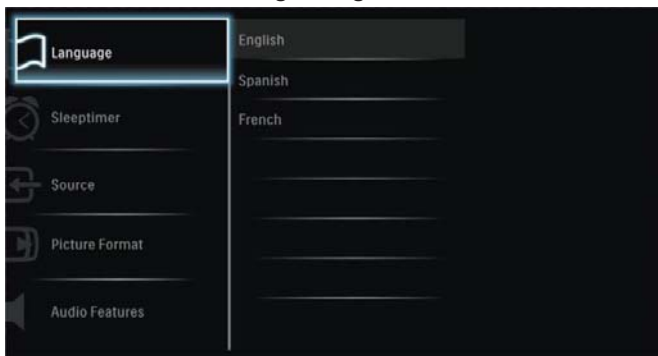 Language
Sleeptimer
Source
Picture Format
Audio Features
English
Spanish
French